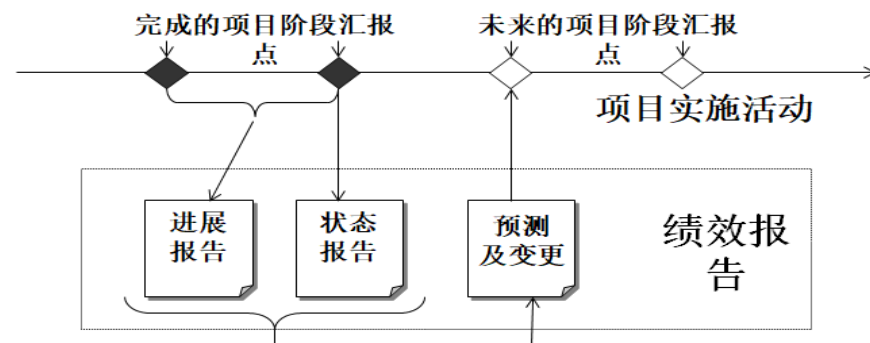 完成的项目阶段汇报
点
未来的项目阶段汇报
点
项目实施活动
进展
报告
状态
报告
预测
及变更
绩效报
告